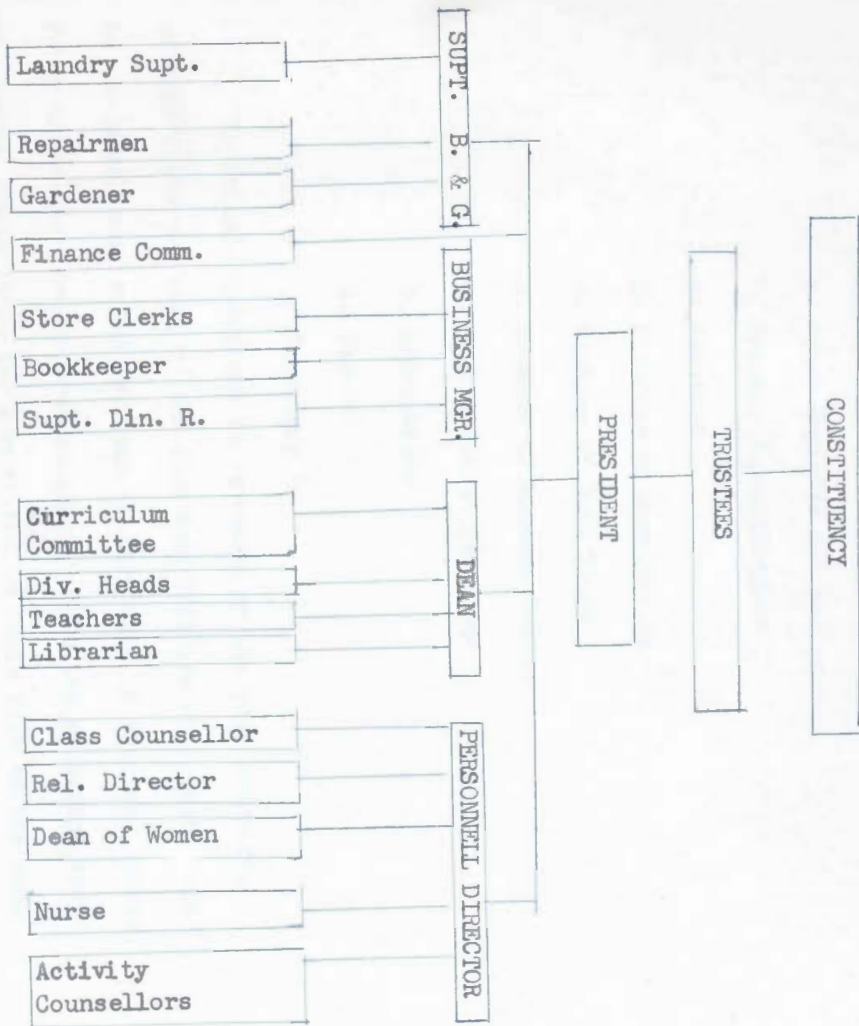 CONSTITUENCY
TRUSTEES
PRESIDENT
SUPT. B. & G.
Laundry Supt.
Repairmen
Gardener
Finance Comm.
BUSINESS MGR.
Store Clerks
Bookkeeper
Supt. Din. R.
DEAN
Curriculum
Committee
Div. Heads
Teachers
Librarian
PERSONNELL DIRECTOR
Class Counsellor
Rel. Director
Dean of Women
Nurse
Activity
Counsellors